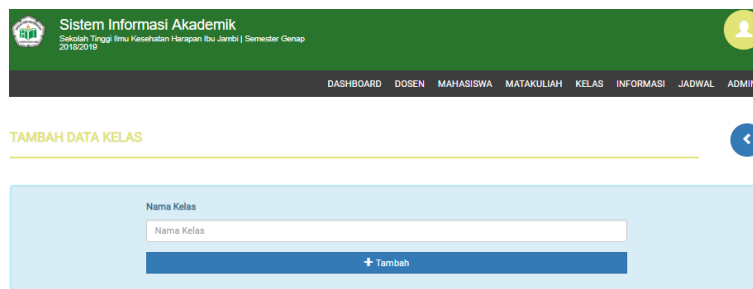 Sistem Informasi Akademik
Sekolah Tinggi Ilmu Kesehatan Harapan Ibu Jambi | Semester Genap
2018/2019
DASHBOARD DOSEN MAHASISWA MATAKULIAH KELAS INFORMASI JADWAL ADMIN
TAMBAH DATA KELAS
Nama Kelas
Nama Kelas
+ Tambah